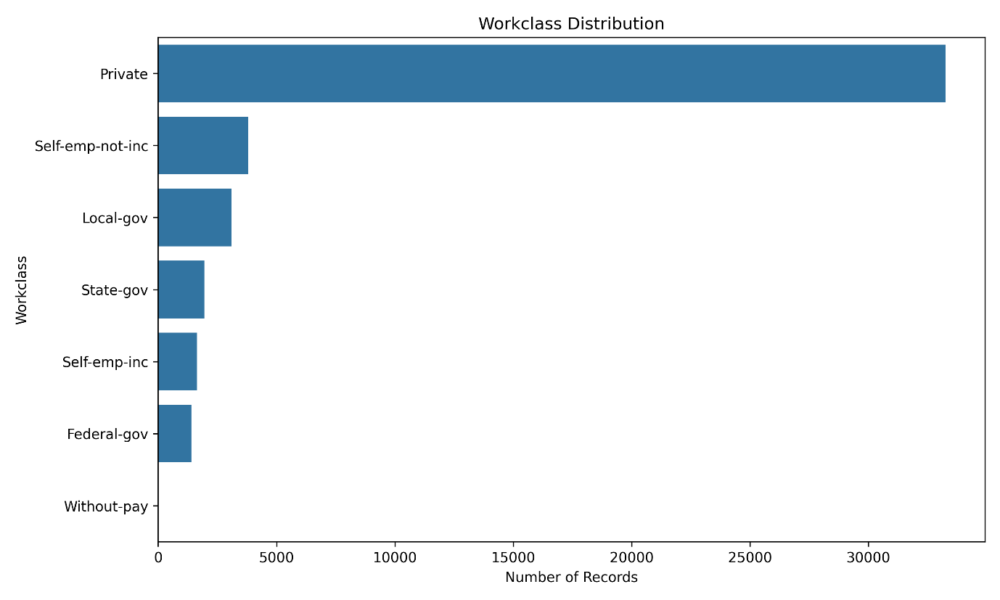 Workclass Distribution
Private
Self-emp-not-inc
Local-gov
State-gov
Self-emp-inc
Federal-gov
Without-pay
Workclass
0 5000 10000 15000 20000 25000 30000
Number of Records